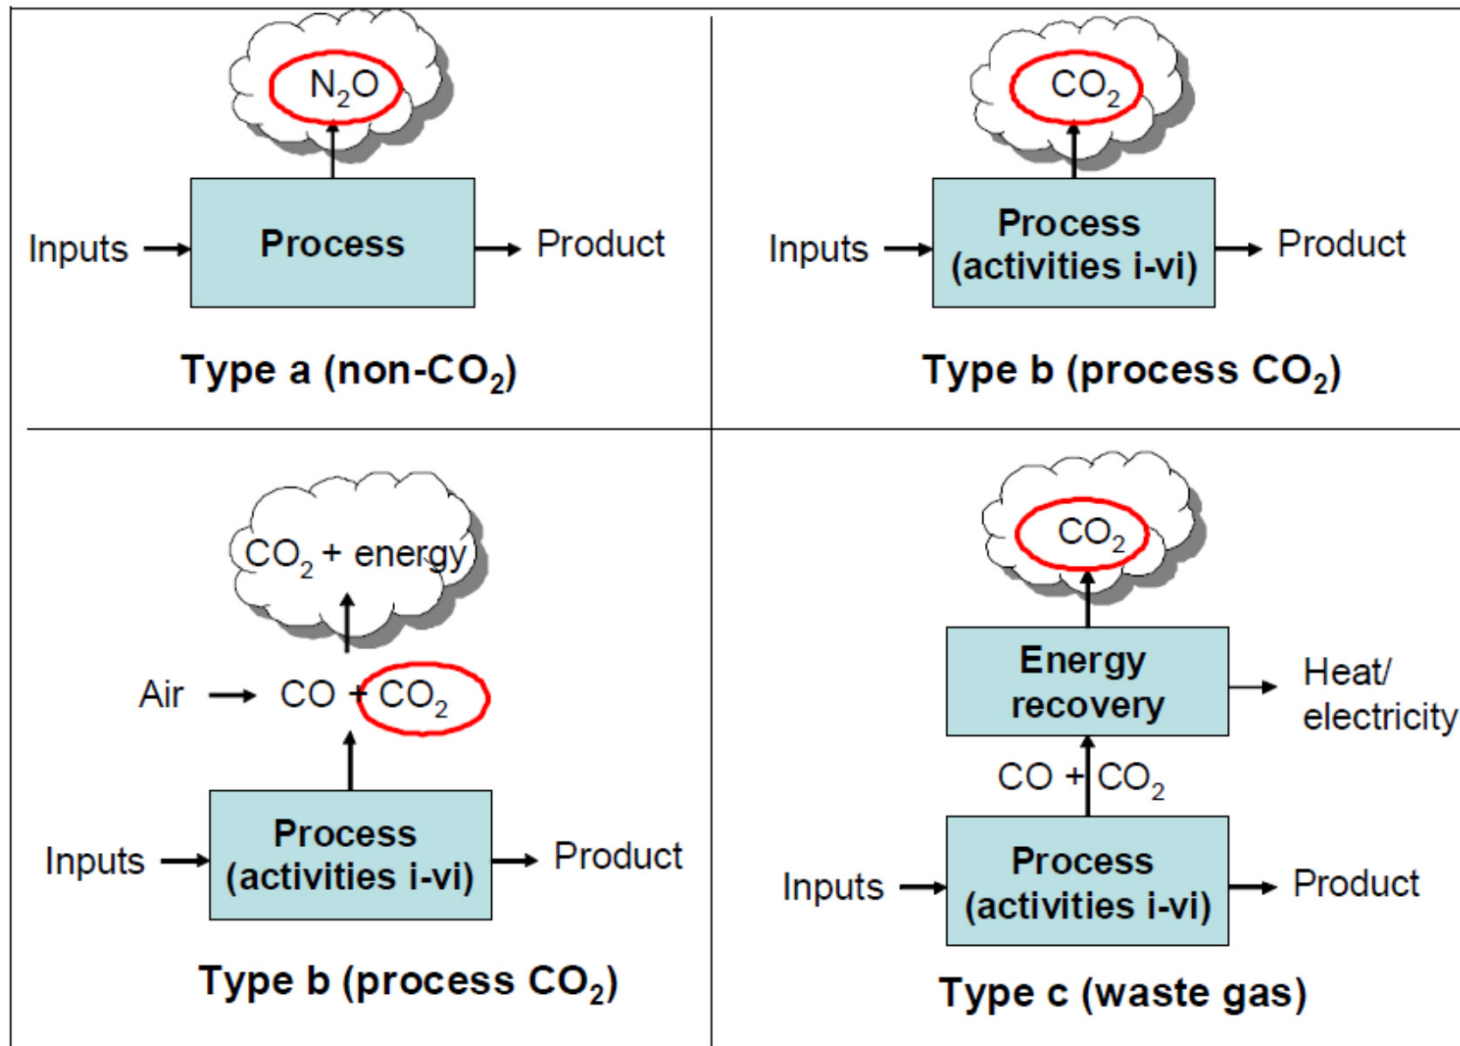 N₂O
Inputs
Process
Product
Type a (non-CO₂)
CO₂
Inputs
Process
(activities i-vi)
Product
Type b (process CO₂)
CO₂ + energy
Air
CO + CO₂
Inputs
Process
(activities i-vi)
Product
Type b (process CO₂)
CO₂
Energy
recovery
Heat/
electricity
CO + CO₂
Inputs
Process
(activities i-vi)
Product
Type c (waste gas)